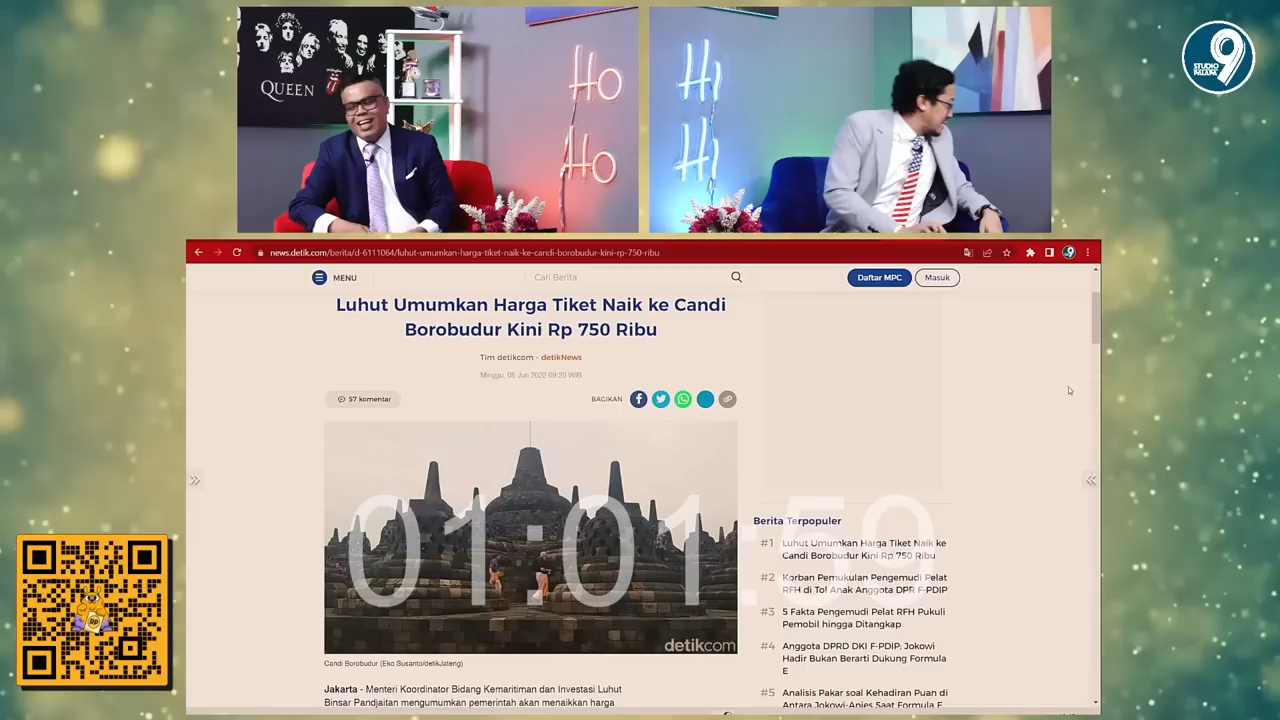 QUEEN
HO
HO
HI
HI
9
STUDIO
PALAPA
news.detik.com/berita/d-6111064/luhut-umumkan-harga-tiket-naik-ke-candi-borobudur-kini-rp-750-ribu
MENU
Cari Berita
Daftar MPC
Masuk
Luhut Umumkan Harga Tiket Naik ke Candi
Borobudur Kini Rp 750 Ribu
Tim detikcom - detikNews
Minggu, 05 Jun 2022 09:20 WIB
57 komentar
BAGIKAN
01:01:59
detikcom
Candi Borobudur (Eko Susanto/detikJateng)
Jakarta - Menteri Koordinator Bidang Kemaritiman dan Investasi Luhut
Binsar Pandjaitan mengumumkan pemerintah akan menaikkan harga
Berita Terpopuler
#1 Luhut Umumkan Harga Tiket Naik ke
Candi Borobudur Kini Rp 750 Ribu
#2 Korban Pemukulan Pengemudi Pelat
RFH di Tol Anak Anggota DPR F-PDIP
#3 5 Fakta Pengemudi Pelat RFH Pukuli
Pemobil hingga Ditangkap
#4 Anggota DPRD DKI F-PDIP: Jokowi
Hadir Bukan Berarti Dukung Formula
E
#5 Analisis Pakar soal Kehadiran Puan di
Antara Jokowi-Anies Saat Formula E
RP